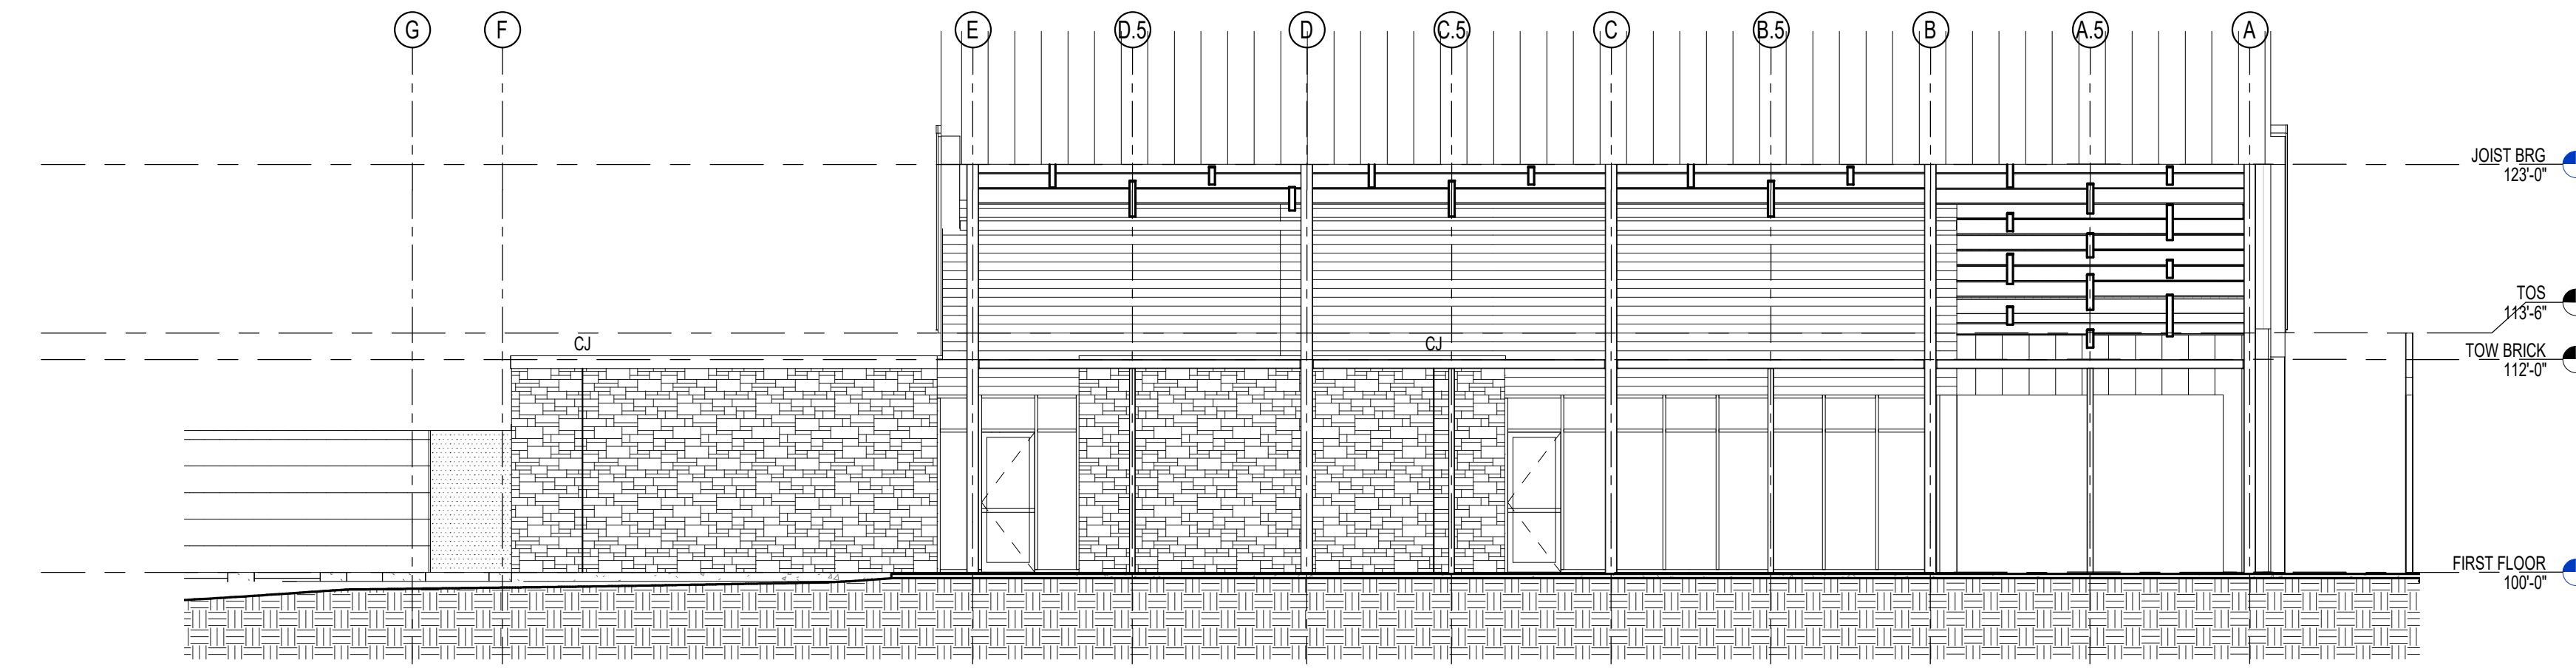 G F E D.5 D C.5 C B.5 B A.5 A
JOIST BRG
123'-0"
TOS
113'-6"
CJ CJ
TOW BRICK
112'-0"
FIRST FLOOR
100'-0"